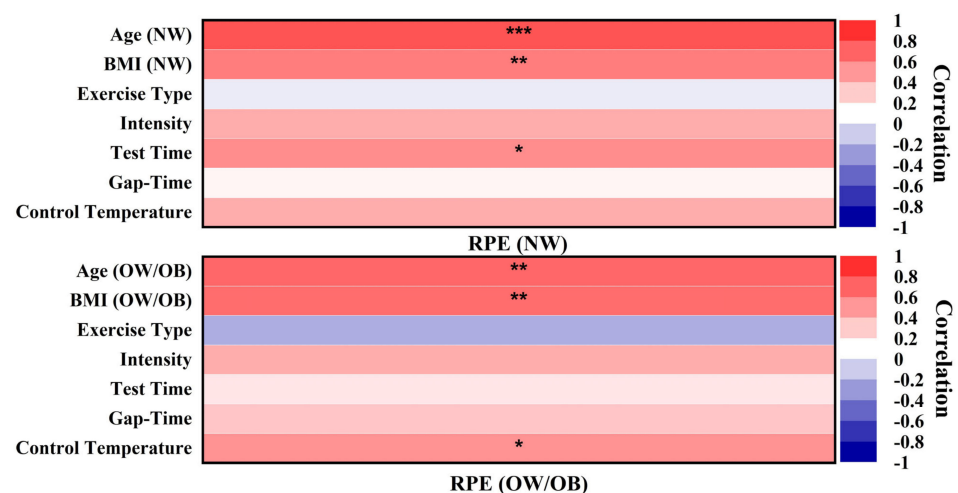 1
Age (NW) *** 0.8
BMI (NW) ** 0.6
0.4
Exercise Type 0.2
Intensity 0
Test Time * -0.2
-0.4
Gap-Time -0.6
Control Temperature -0.8
-1
Correlation
RPE (NW)
1
Age (OW/OB) ** 0.8
BMI (OW/OB) ** 0.6
0.4
Exercise Type 0.2
Intensity 0
Test Time -0.2
-0.4
Gap-Time -0.6
Control Temperature * -0.8
-1
Correlation
RPE (OW/OB)